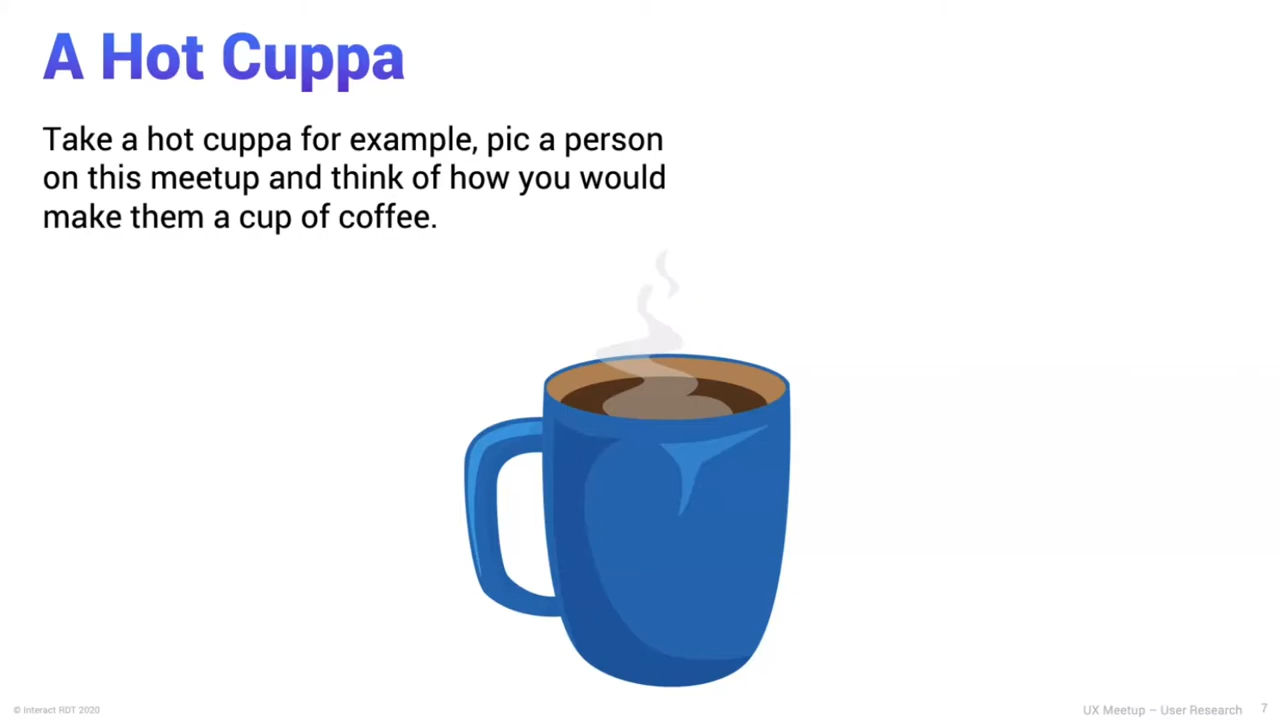 A Hot Cuppa
Take a hot cuppa for example, pic a person
on this meetup and think of how you would
make them a cup of coffee.
© Interact RDT 2020
UX Meetup – User Research 7